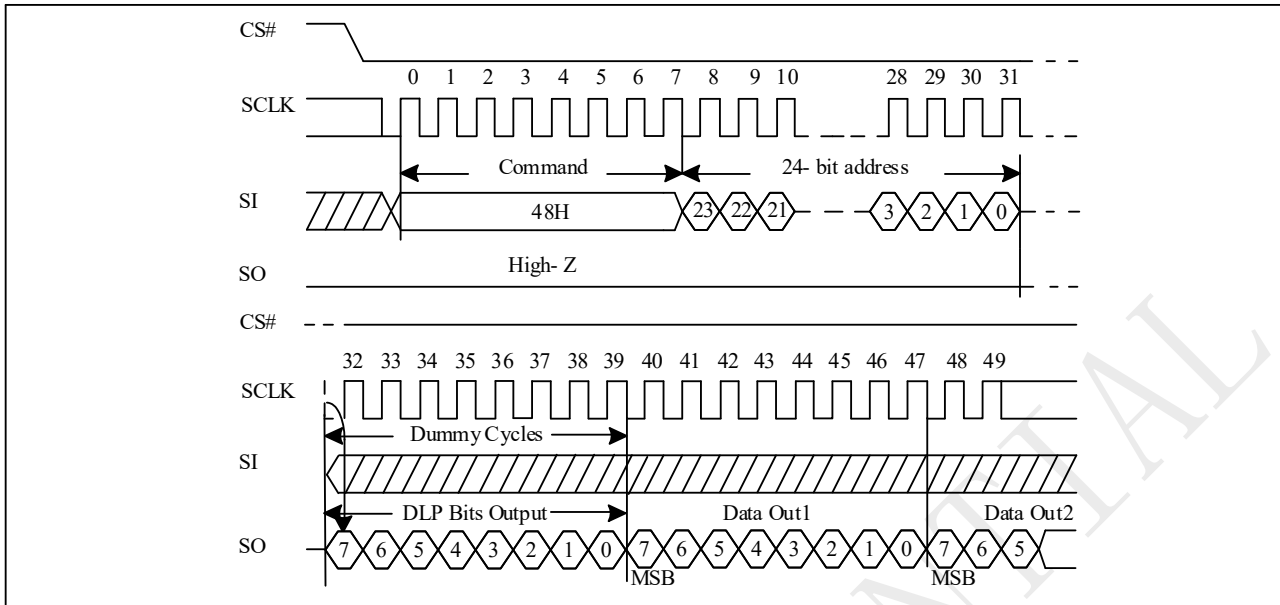 CS#
0 1 2 3 4 5 6 7 8 9 10 28 29 30 31
SCLK
Command 24- bit address
SI 48H 23 22 21 3 2 1 0
High- Z
SO
CS#
32 33 34 35 36 37 38 39 40 41 42 43 44 45 46 47 48 49
SCLK
Dummy Cycles
SI
DLP Bits Output Data Out1 Data Out2
SO 7 6 5 4 3 2 1 0 7 6 5 4 3 2 1 0 7 6 5
MSB MSB
NTIAL